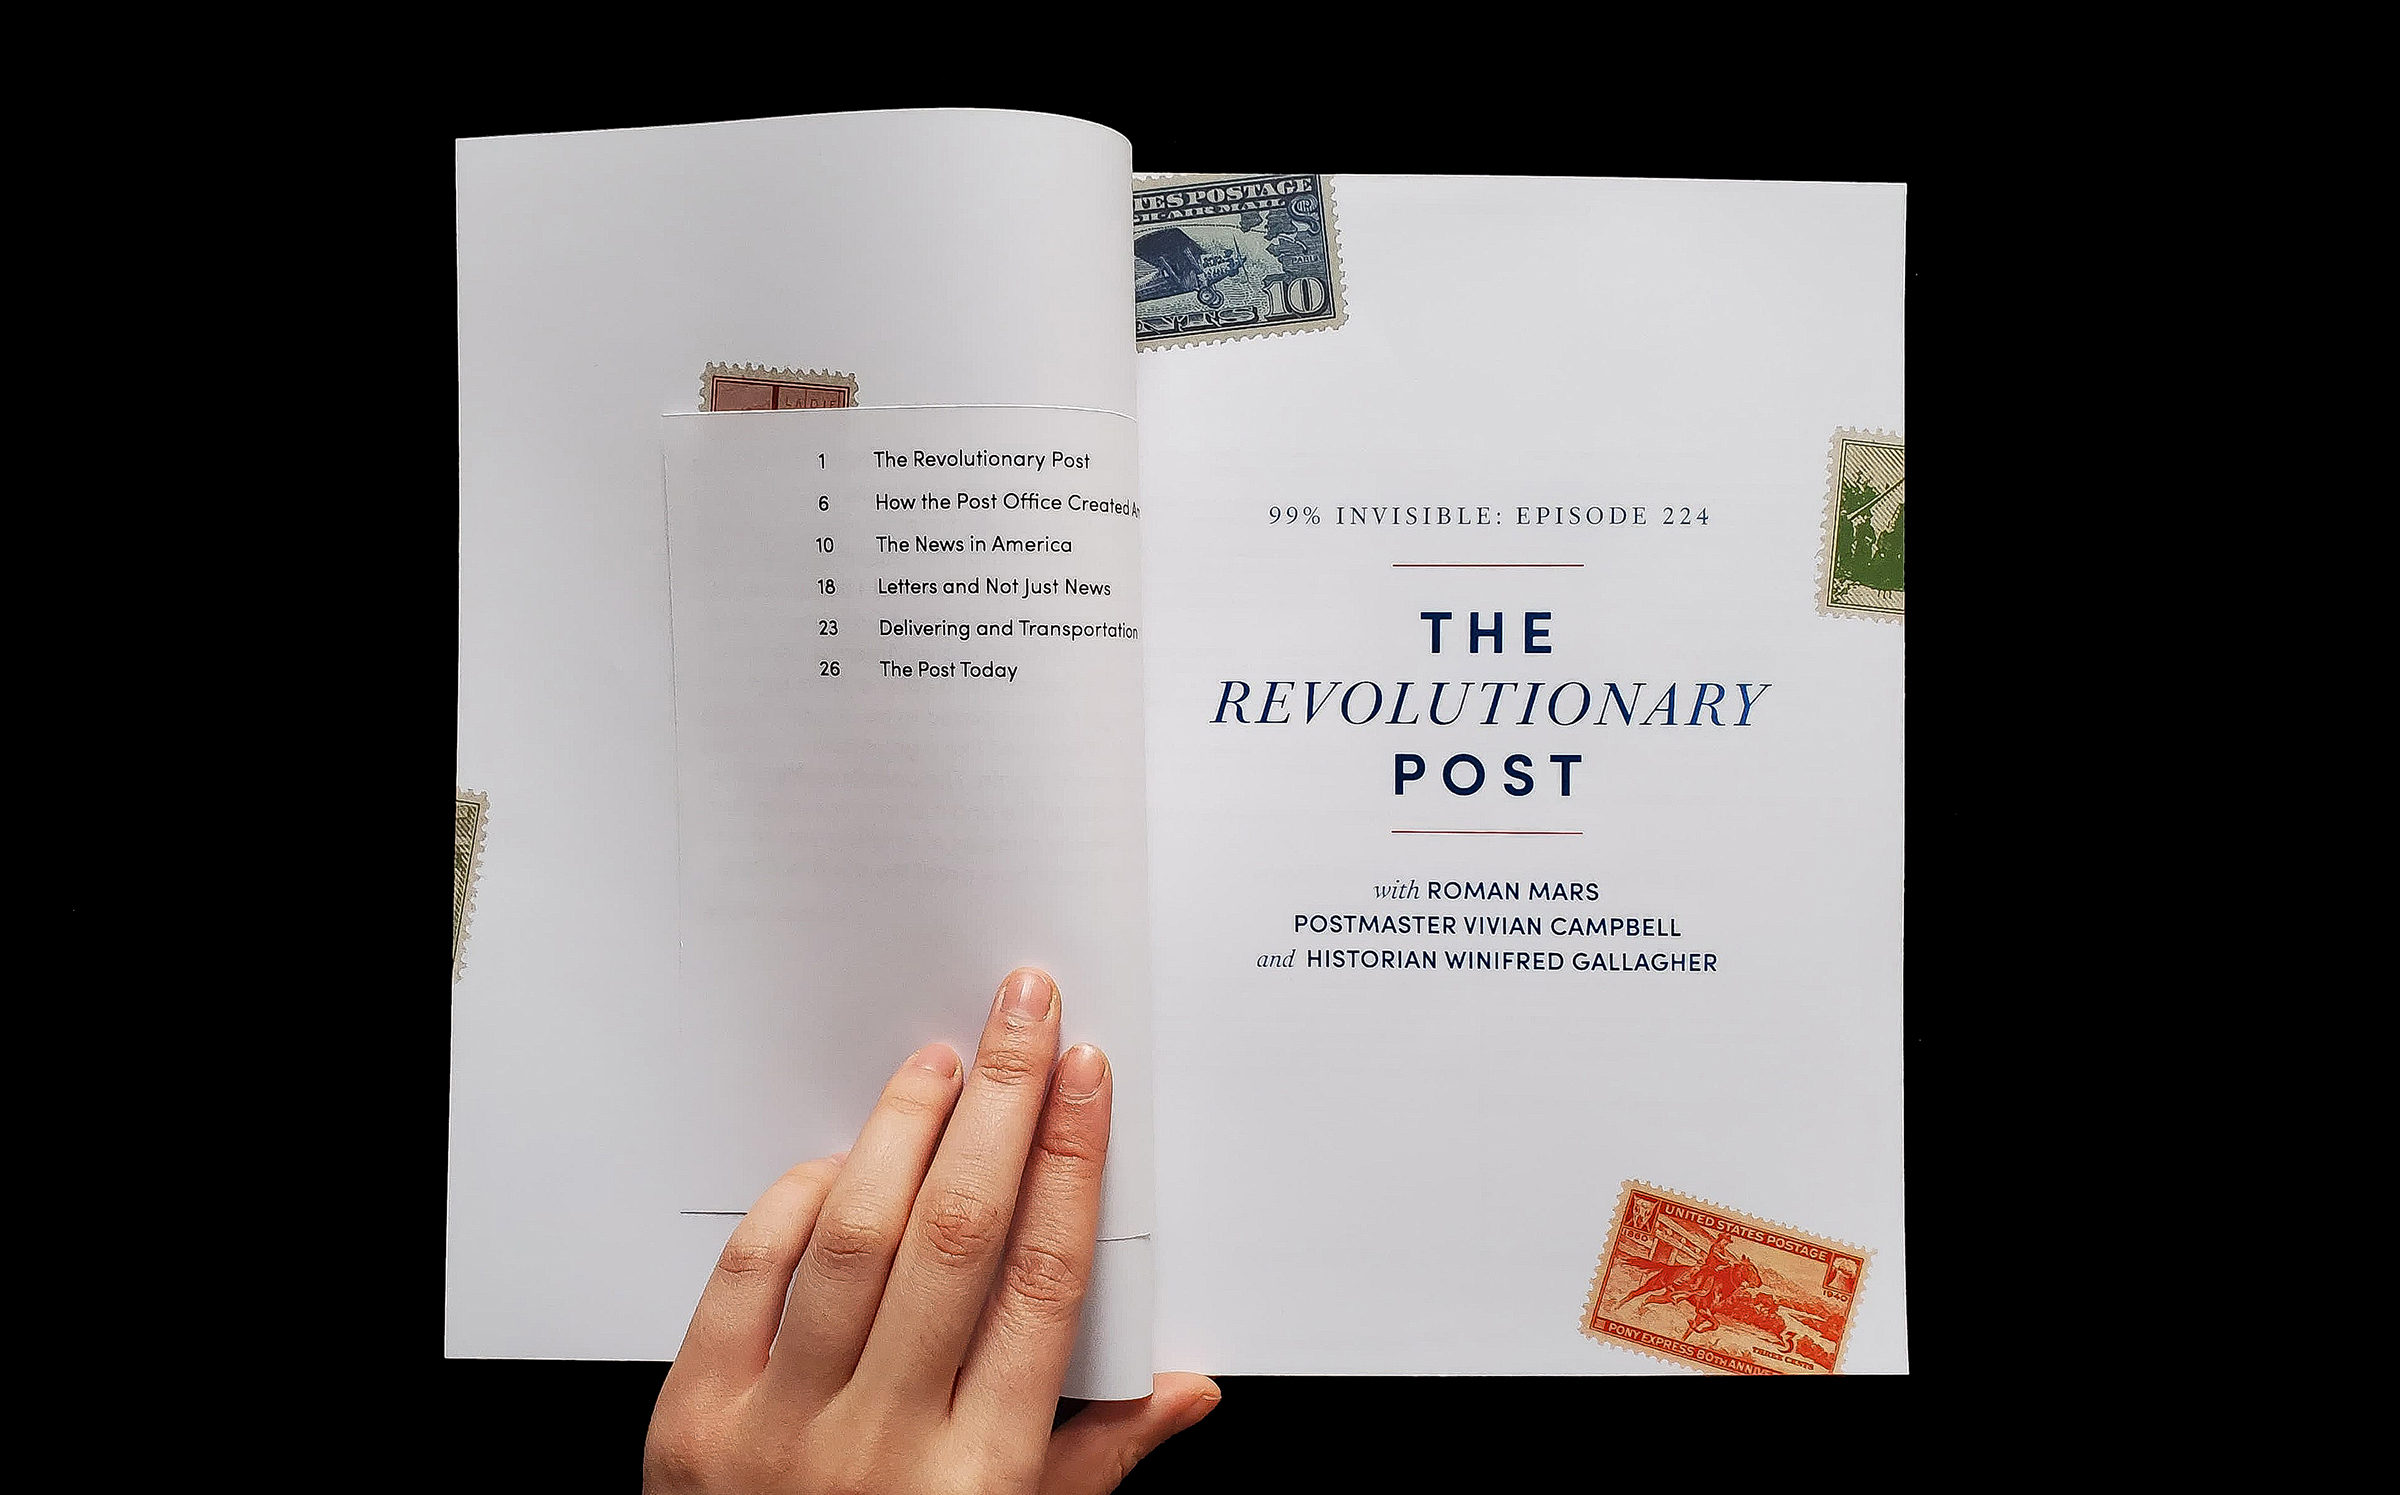 LADIE
1 The Revolutionary Post
6 How the Post Office Created
10 The News in America
18 Letters and Not Just News
23 Delivering and Transportation
26 The Post Today
TES POSTAGE
AIR MAIL
PARIS
NTS 10
99% INVISIBLE: EPISODE 224
THE
REVOLUTIONARY
POST
with ROMAN MARS
POSTMASTER VIVIAN CAMPBELL
and HISTORIAN WINIFRED GALLAGHER
UNITED STATES POSTAGE
1860
1940
3
THREE CENTS
PONY EXPRESS 80TH ANNIV